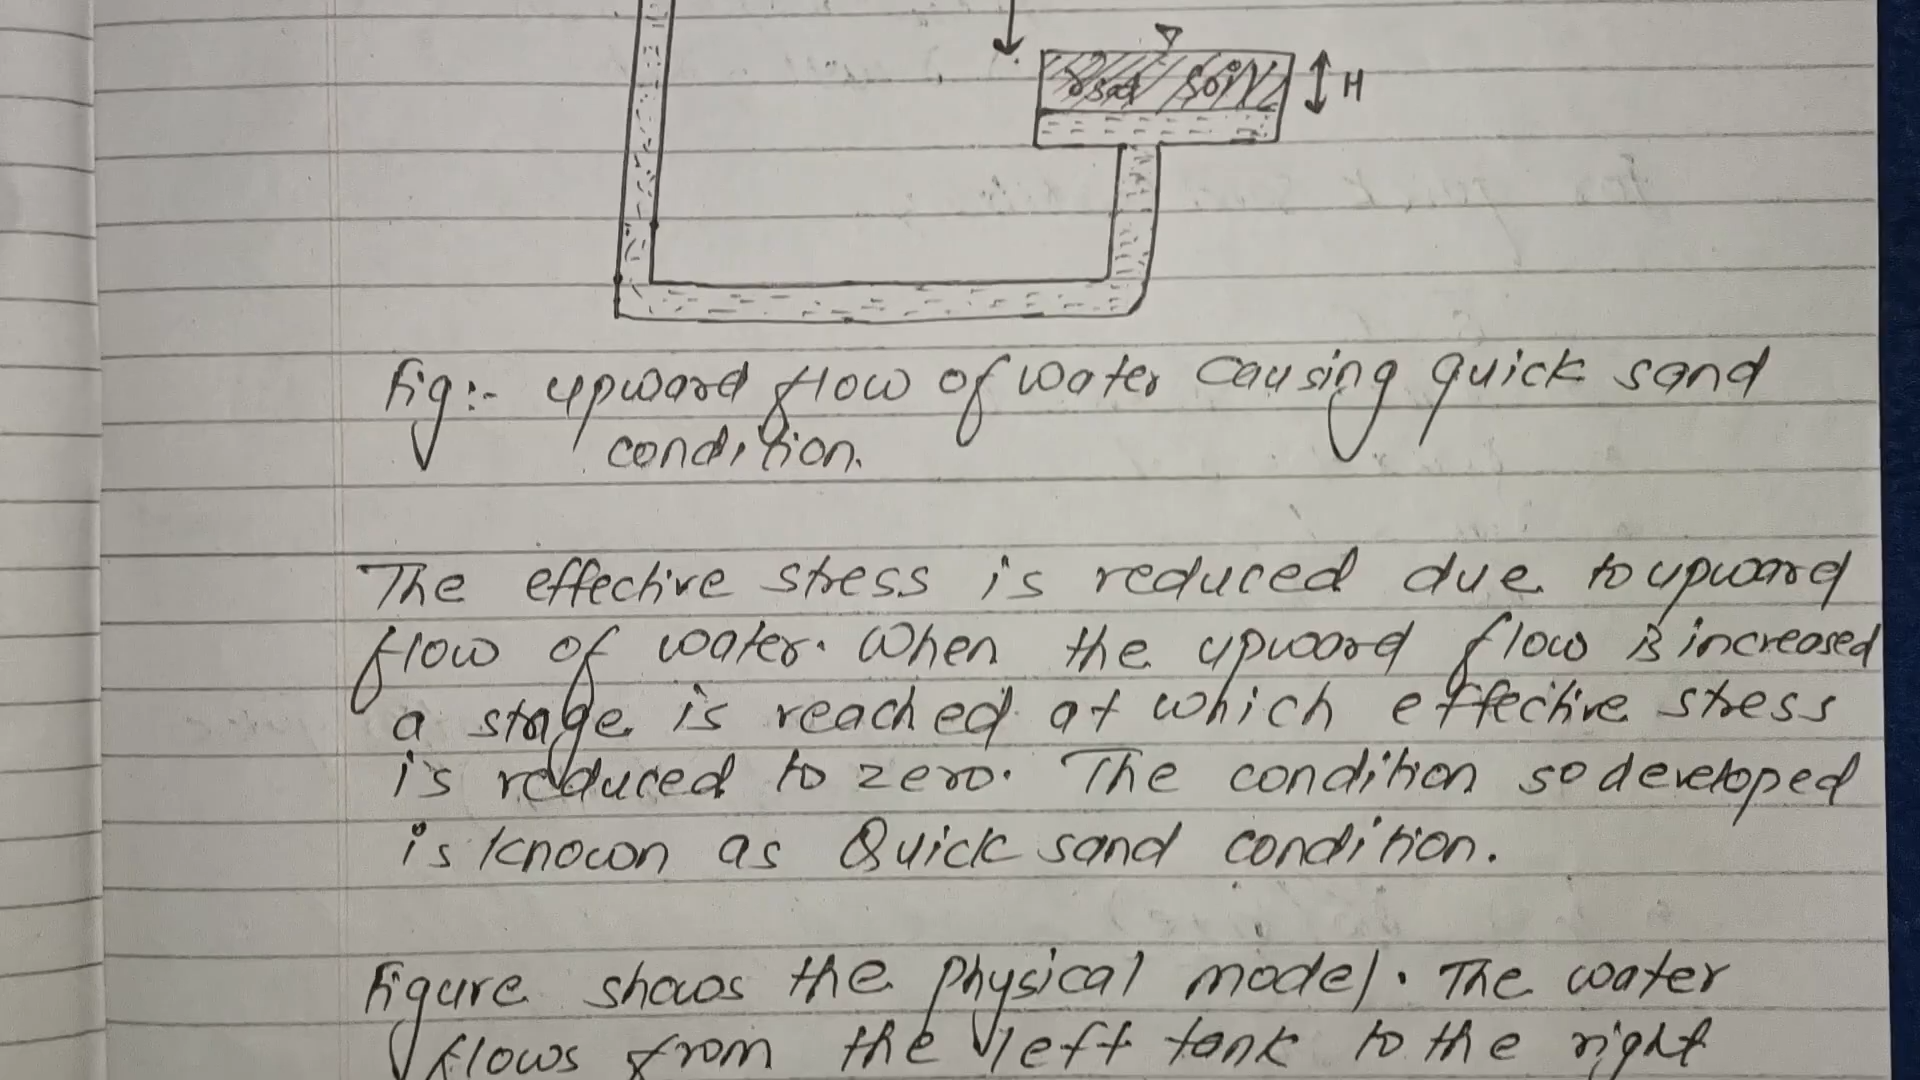 soil
H
Fig:- upward flow of water causing quick sand
condition.
The effective stress is reduced due to upward
flow of water. When the upward flow is increased
a stage is reached at which effective stress
is reduced to zero. The condition so developed
is known as Quick sand condition.
Figure shows the physical model. The water
flows from the left tank to the right